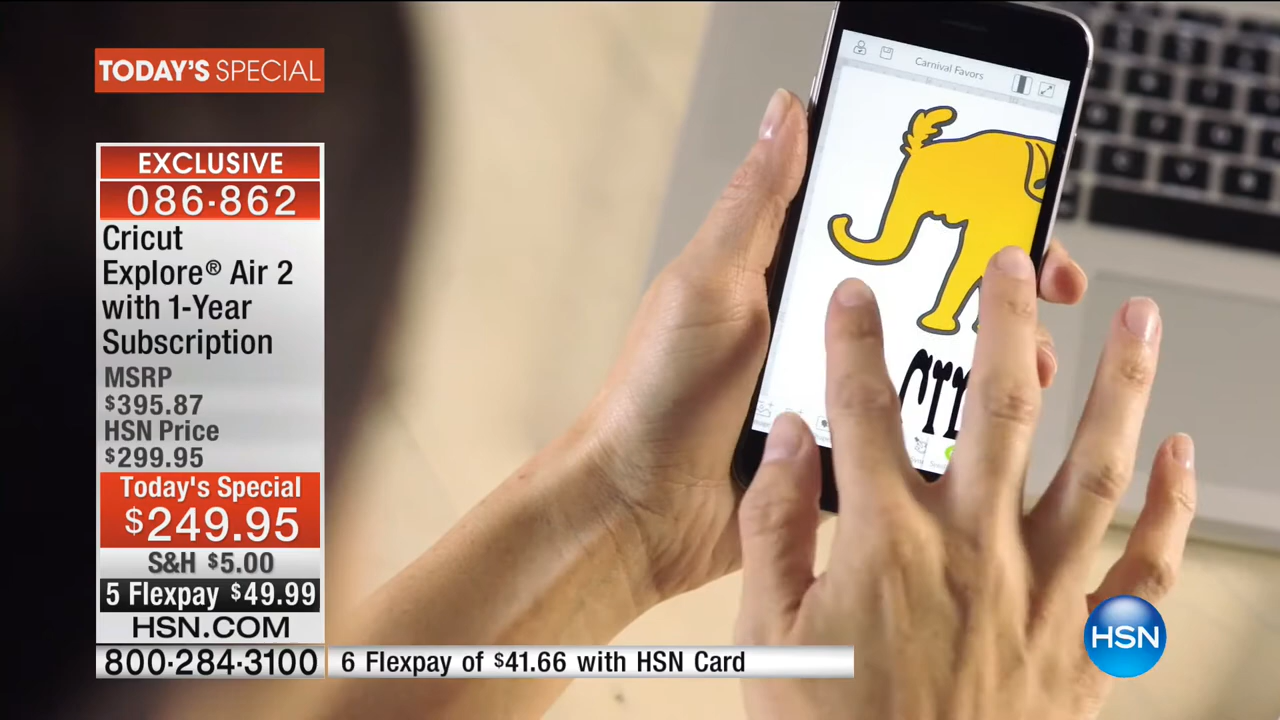 TODAY'S SPECIAL
EXCLUSIVE
086-862
Cricut
Explore® Air 2
with 1-Year
Subscription
MSRP
$395.87
HSN Price
$299.95
Today's Special
$249.95
S&H $5.00
5 Flexpay $49.99
HSN.COM
800-284-3100
6 Flexpay of $41.66 with HSN Card
HSN
Carnival Favors